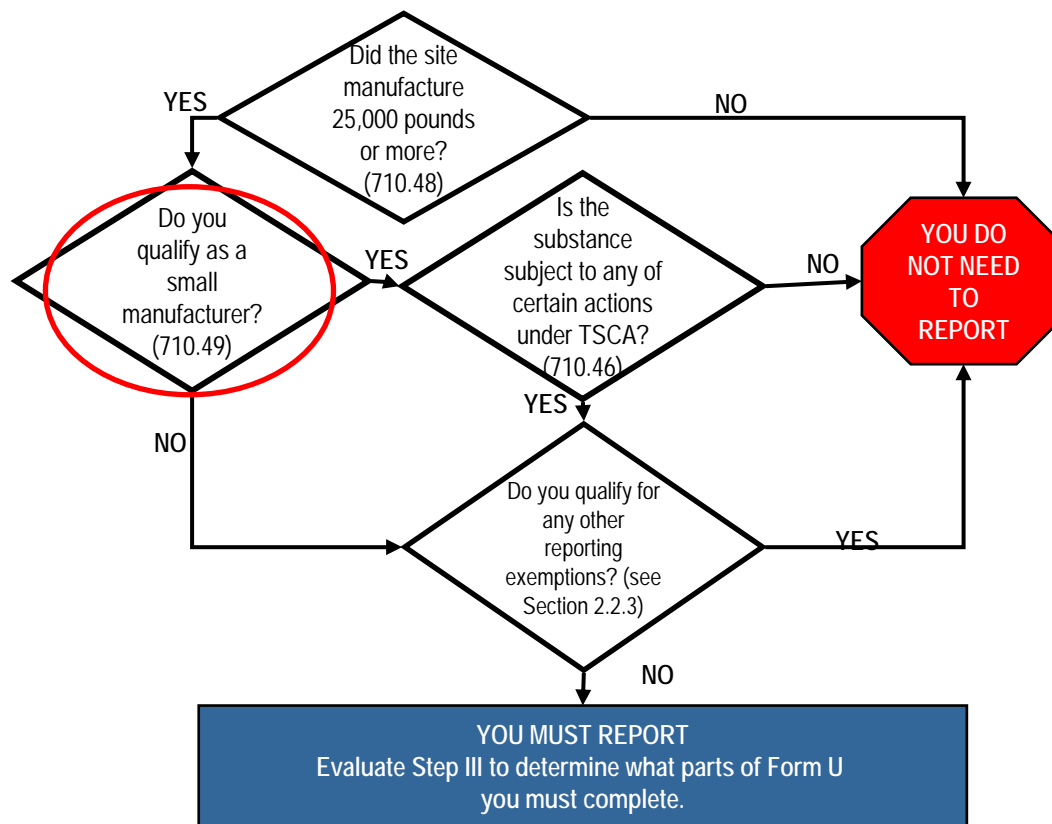 Did the site
manufacture
25,000 pounds
or more?
(710.48)
YES
NO
Do you
qualify as a
small
manufacturer?
(710.49)
YES
Is the
substance
subject to any of
certain actions
under TSCA?
(710.46)
NO
YOU DO
NOT NEED
TO
REPORT
YES
NO
Do you qualify for
any other
reporting
exemptions? (see
Section 2.2.3)
YES
NO
YOU MUST REPORT
Evaluate Step III to determine what parts of Form U
you must complete.